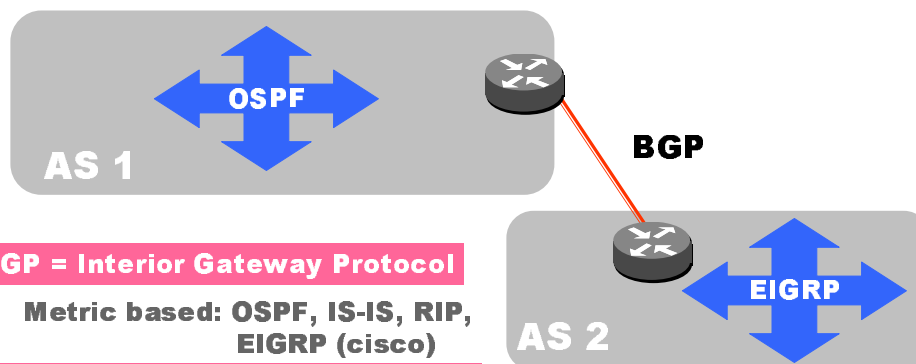 OSPF
AS 1
BGP
GP = Interior Gateway Protocol
Metric based: OSPF, IS-IS, RIP,
EIGRP (cisco)
EIGRP
AS 2